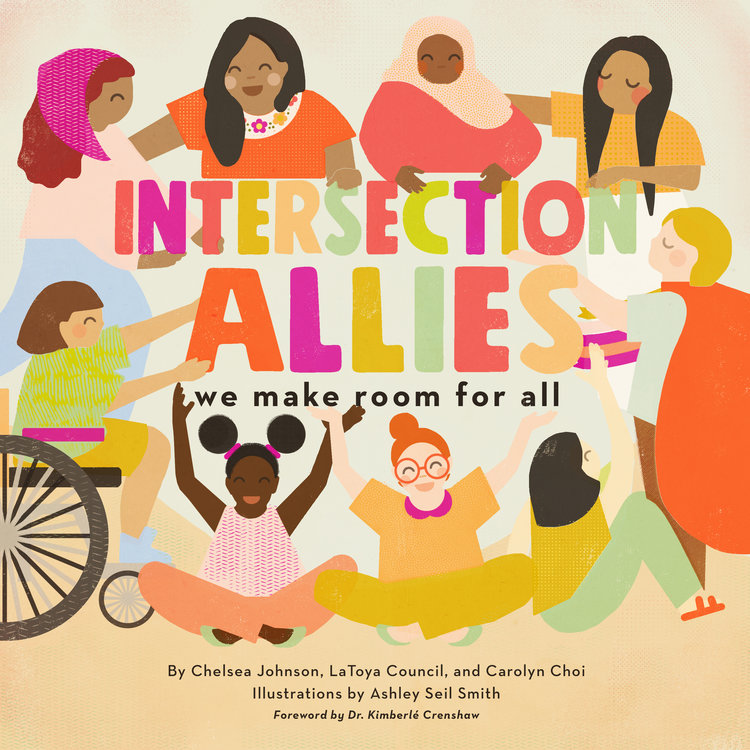 INTERSECTION
ALLIES
we make room for all
By Chelsea Johnson, LaToya Council, and Carolyn Choi
Illustrations by Ashley Seil Smith
Foreword by Dr. Kimberlé Crenshaw